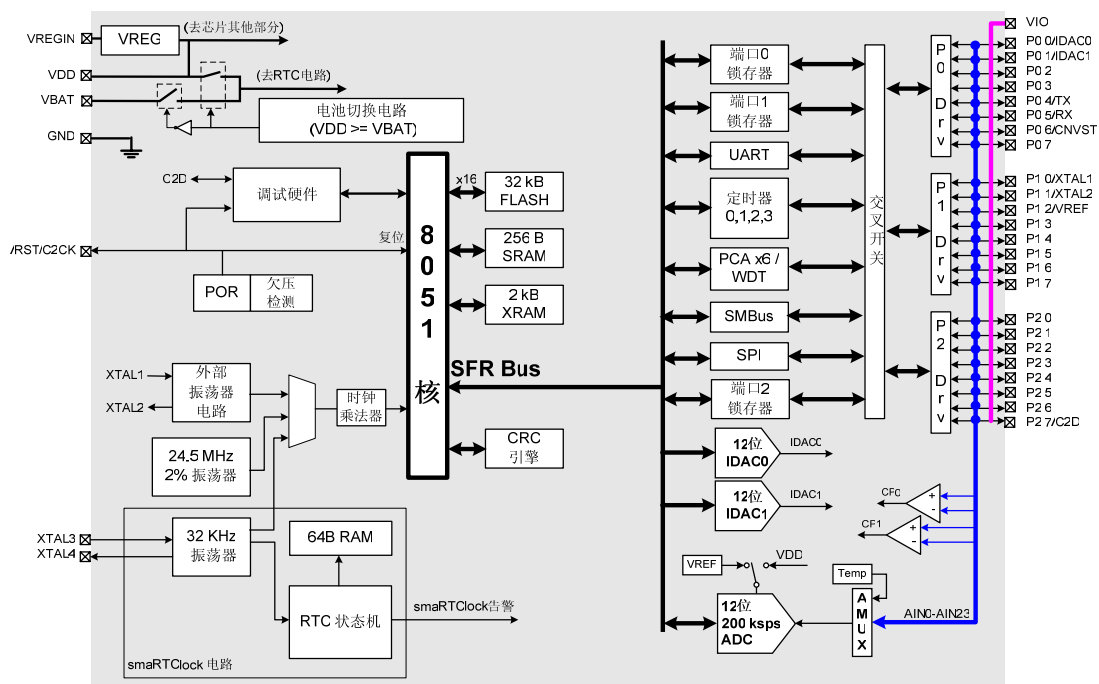 VREGIN
VREG
(去芯片其他部分)
VDD
(去RTC电路)
VBAT
电池切换电路
(VDD >= VBAT)
GND
C2D
调试硬件
/RST/C2CK
复位
POR
欠压
检测
x16
32 kB
FLASH
256 B
SRAM
2 kB
XRAM
8051
核
SFR Bus
CRC
引擎
XTAL1
XTAL2
外部
振荡器
电路
时钟
乘法器
24.5 MHz
2% 振荡器
XTAL3
XTAL4
32 KHz
振荡器
64B RAM
RTC 状态机
smaRTClock告警
smaRTClock 电路
端口0
锁存器
端口1
锁存器
UART
定时器
0,1,2,3
PCA x6 /
WDT
SMBus
SPI
端口2
锁存器
交叉开关
12位
IDAC0
IDAC0
12位
IDAC1
IDAC1
VREF
VDD
12位
200 ksps
ADC
Temp
AMUX
AIN0-AIN23
CF0
+
-
CF1
+
-
P0 Drv
P1 Drv
P2 Drv
VIO
P0 0/IDAC0
P0 1/IDAC1
P0 2
P0 3
P0 4/TX
P0 5/RX
P0 6/CNVST
P0 7
P1 0/XTAL1
P1 1/XTAL2
P1 2/VREF
P1 3
P1 4
P1 5
P1 6
P1 7
P2 0
P2 1
P2 2
P2 3
P2 4
P2 5
P2 6
P2 7/C2D